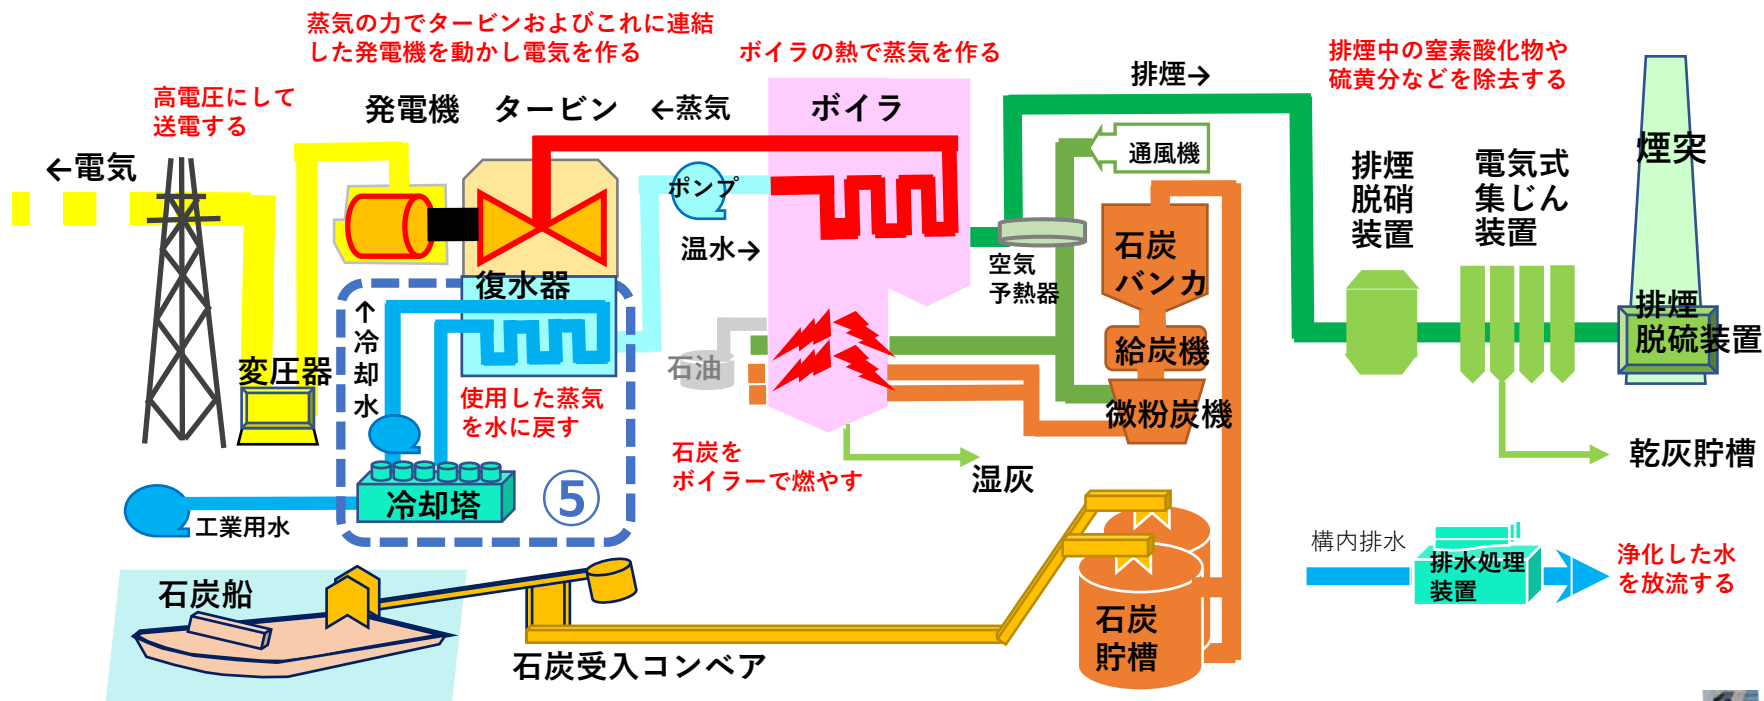 蒸気の力でタービンおよびこれに連結
した発電機を動かし電気を作る
ボイラの熱で蒸気を作る
排煙中の窒素酸化物や
硫黄分などを除去する
高電圧にして
送電する
発電機
タービン
←蒸気
ボイラ
排煙→
←電気
通風機
排煙
脱硝
装置
電気式
集じん
装置
煙突
ポンプ
温水→
空気
予熱器
石炭
バンカ
復水器
↑冷却水
変圧器
石油
給炭機
微粉炭機
排煙
脱硫装置
使用した蒸気
を水に戻す
石炭を
ボイラーで燃やす
湿灰
乾灰貯槽
冷却塔
⑤
工業用水
構内排水
排水処理
装置
浄化した水
を放流する
石炭船
石炭受入コンベア
石炭
貯槽